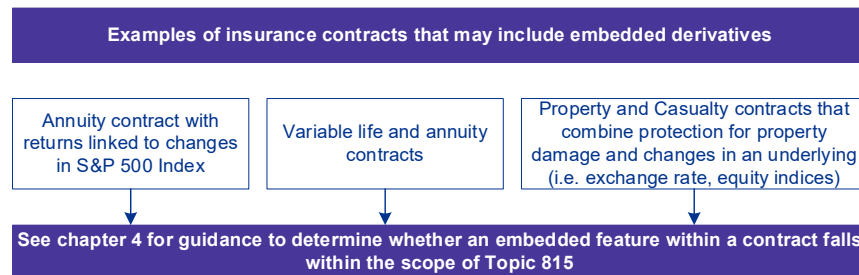 Examples of insurance contracts that may include embedded derivatives
Annuity contract with
returns linked to changes
in S&P 500 Index
Variable life and annuity
contracts
Property and Casualty contracts that
combine protection for property
damage and changes in an underlying
(i.e. exchange rate, equity indices)
See chapter 4 for guidance to determine whether an embedded feature within a contract falls
within the scope of Topic 815